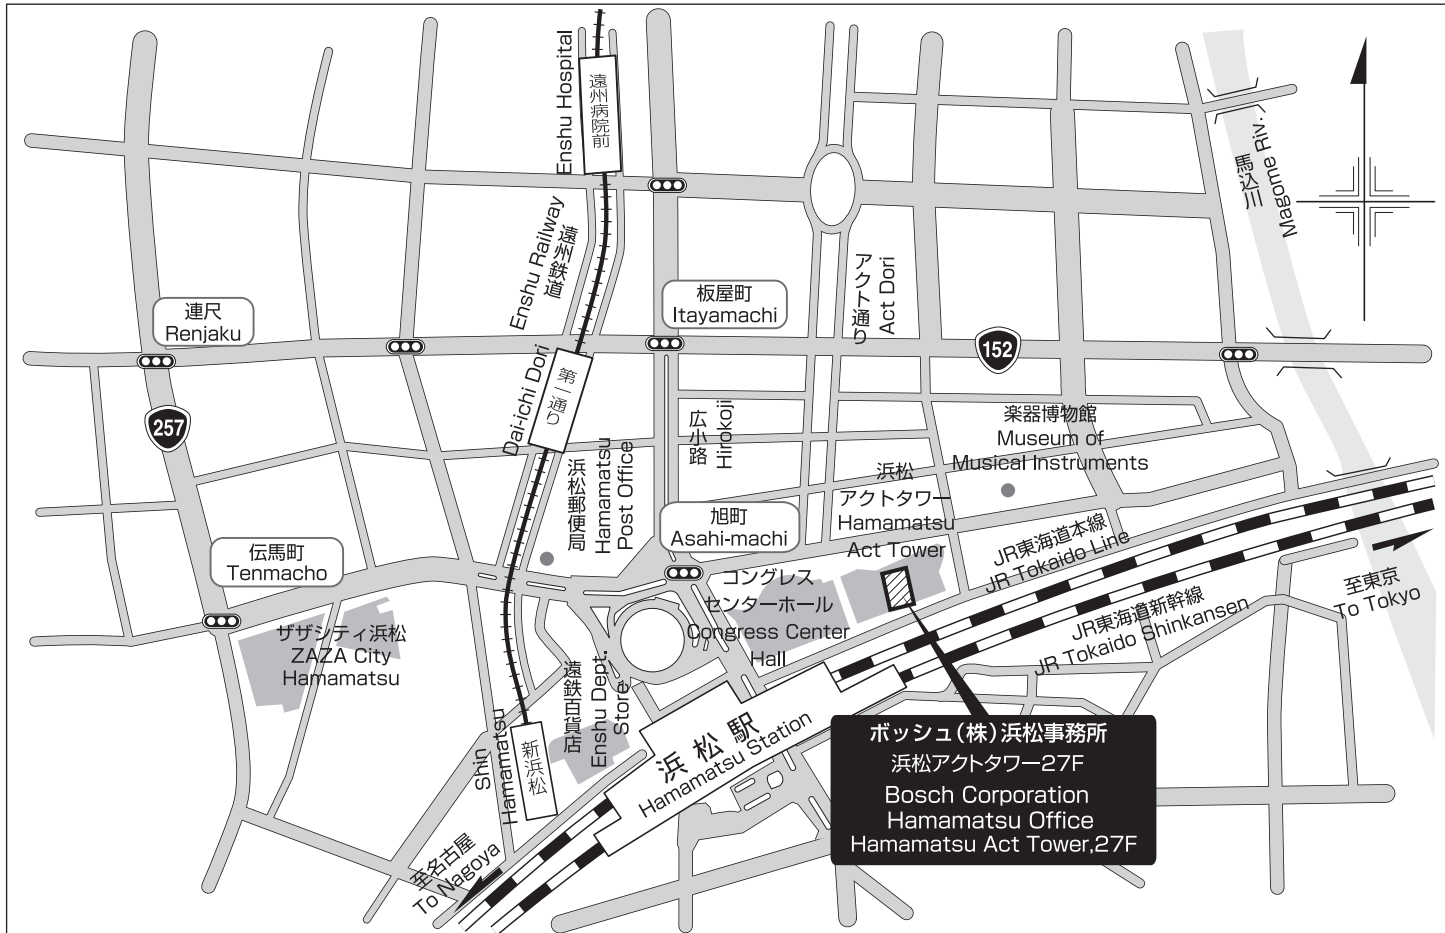 Enshu Hospital
遠州病院前
馬込川
Magome Riv.
Enshu Railway
遠州鉄道
連尺
Renjaku
板屋町
Itayamachi
アクト通り
Act Dori
152
257
Dai-ichi Dori
第一通り
広小路
Hirokoji
楽器博物館
Museum of
Musical Instruments
浜松郵便局
Hamamatsu
Post Office
浜松
アクトタワー
Hamamatsu
Act Tower
旭町
Asahi-machi
伝馬町
Tenmacho
コングレス
センターホール
Congress Center
Hall
JR東海道本線
JR Tokaido Line
JR東海道新幹線
JR Tokaido Shinkansen
至東京
To Tokyo
ザザシティ浜松
ZAZA City
Hamamatsu
遠鉄百貨店
Enshu Dept.
Store
Shin
Hamamatsu
新浜松
浜松駅
Hamamatsu Station
ボッシュ(株)浜松事務所
浜松アクトタワー27F
Bosch Corporation
Hamamatsu Office
Hamamatsu Act Tower,27F
至名古屋
To Nagoya